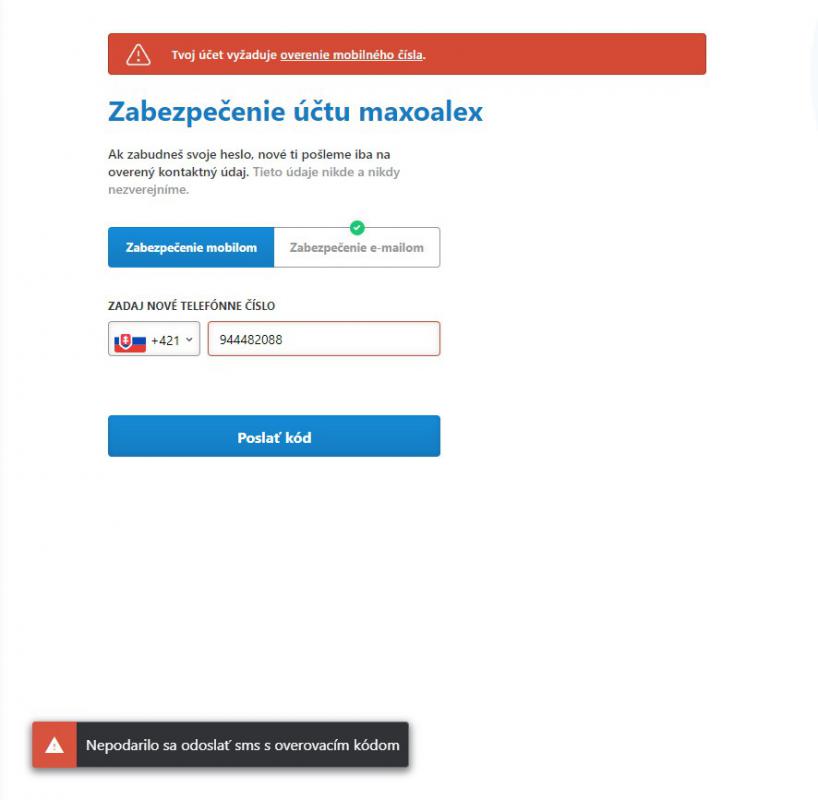 Tvoj účet vyžaduje overenie mobilného čísla.
Zabezpečenie účtu maxoalex
Ak zabudneš svoje heslo, nové ti pošleme iba na
overený kontaktný údaj. Tieto údaje nikde a nikdy
nezverejníme.
Zabezpečenie mobilom
Zabezpečenie e-mailom
ZADAJ NOVÉ TELEFÓNNE ČÍSLO
+421
944482088
Poslať kód
Nepodarilo sa odoslať sms s overovacím kódom